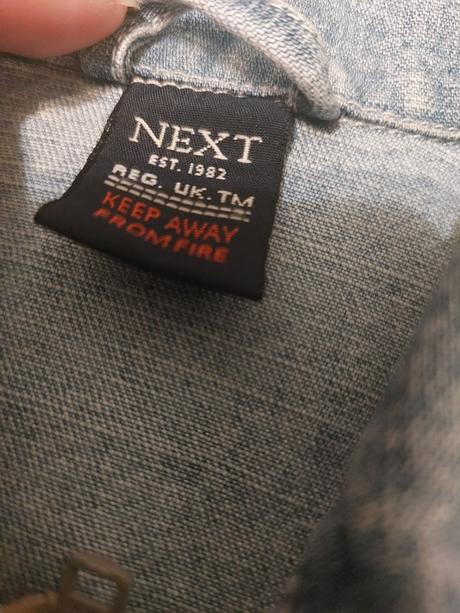 NEXT
EST. 1982
REG. UK. TM
KEEP AWAY
FROM FIRE